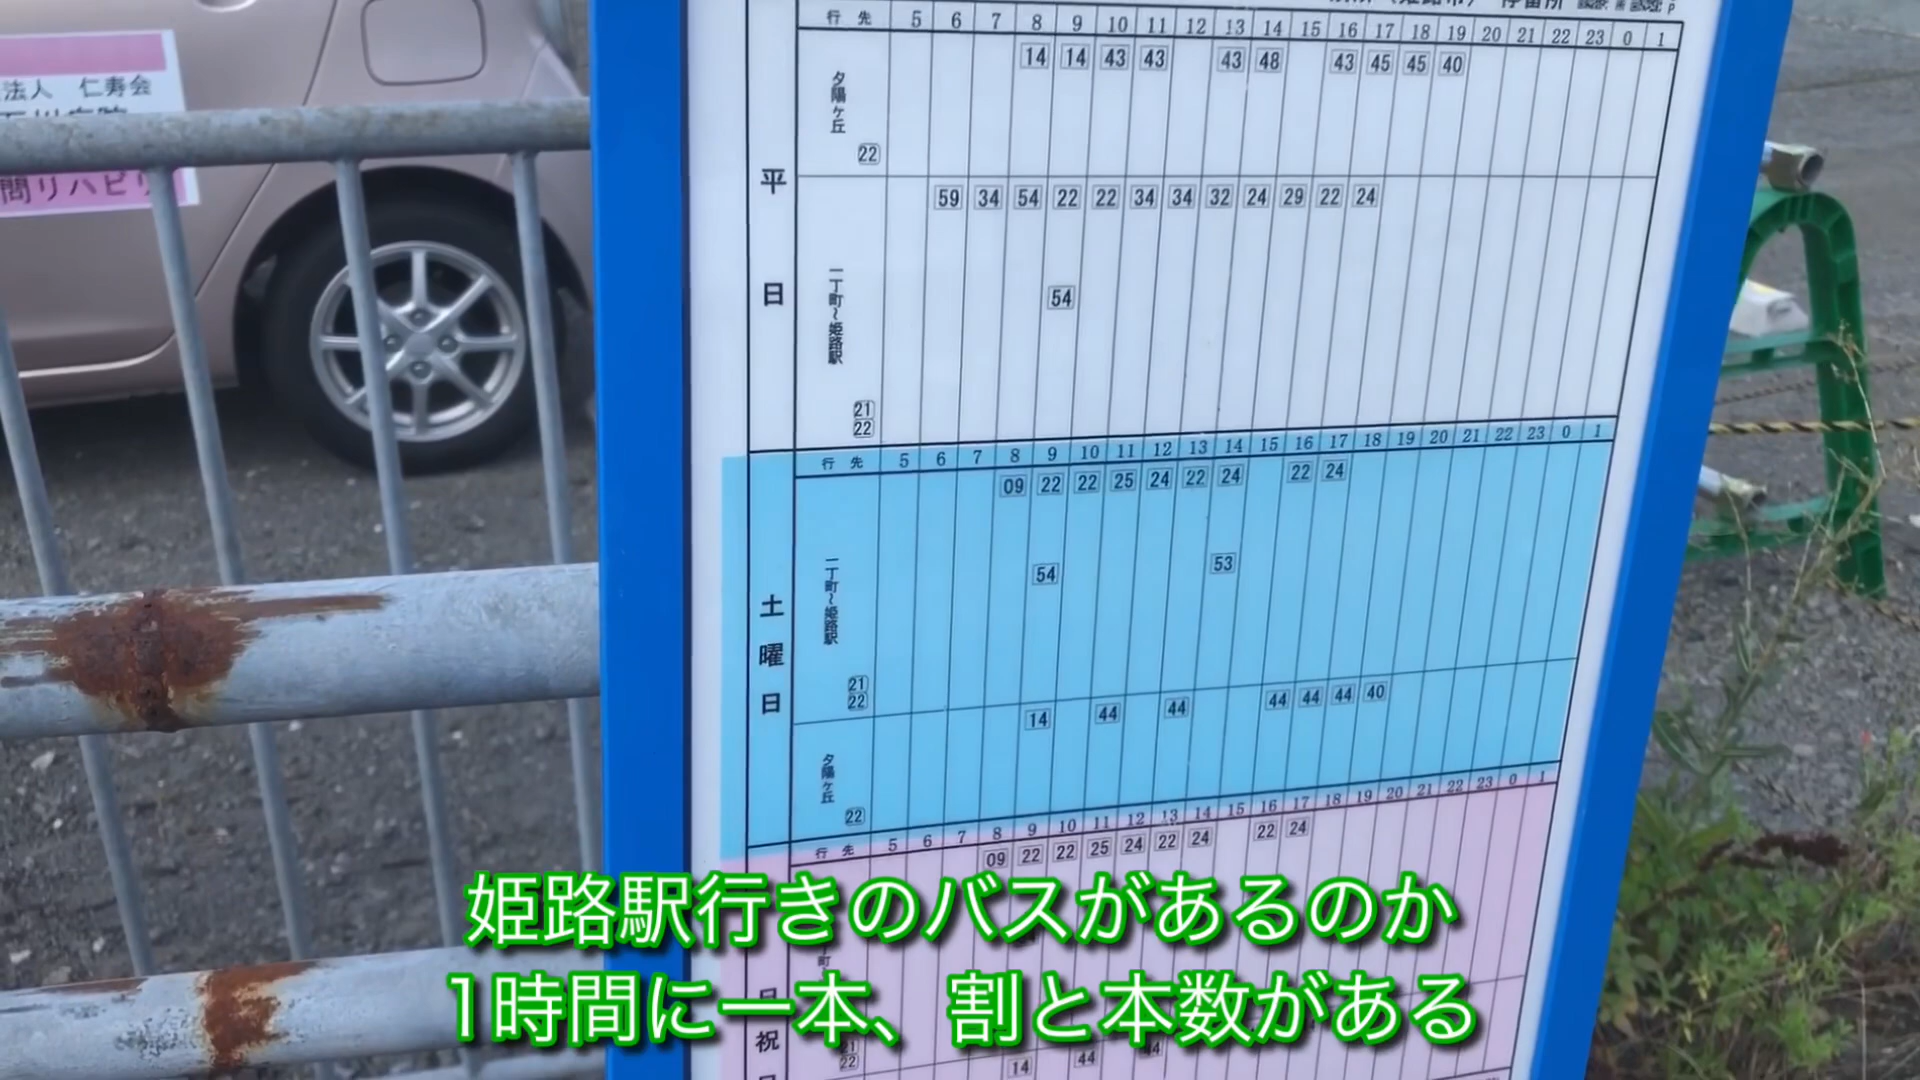 法人 仁寿会
問リハビリ
行先 5 6 7 8 9 10 11 12 13 14 15 16 17 18 19 20 21 22 23 0 1
平日
夕陽ケ丘 22
14 14 43 43 43 48 43 45 45 40
一丁町〜姫路駅 21 22
59 34 54 22 22 34 34 32 24 29 22 24
54
行先 5 6 7 8 9 10 11 12 13 14 15 16 17 18 19 20 21 22 23 0 1
土曜日
一丁町〜姫路駅 21 22
09 22 22 25 24 22 24 22 24
54 53
夕陽ケ丘 22
14 44 44 44 44 44 40
行先 5 6 7 8 9 10 11 12 13 14 15 16 17 18 19 20 21 22 23 0 1
09 22 22 25 24 22 24 22 24
姫路駅行きのバスがあるのか
1時間に一本、割と本数がある
日祝
21 22
14 44 44